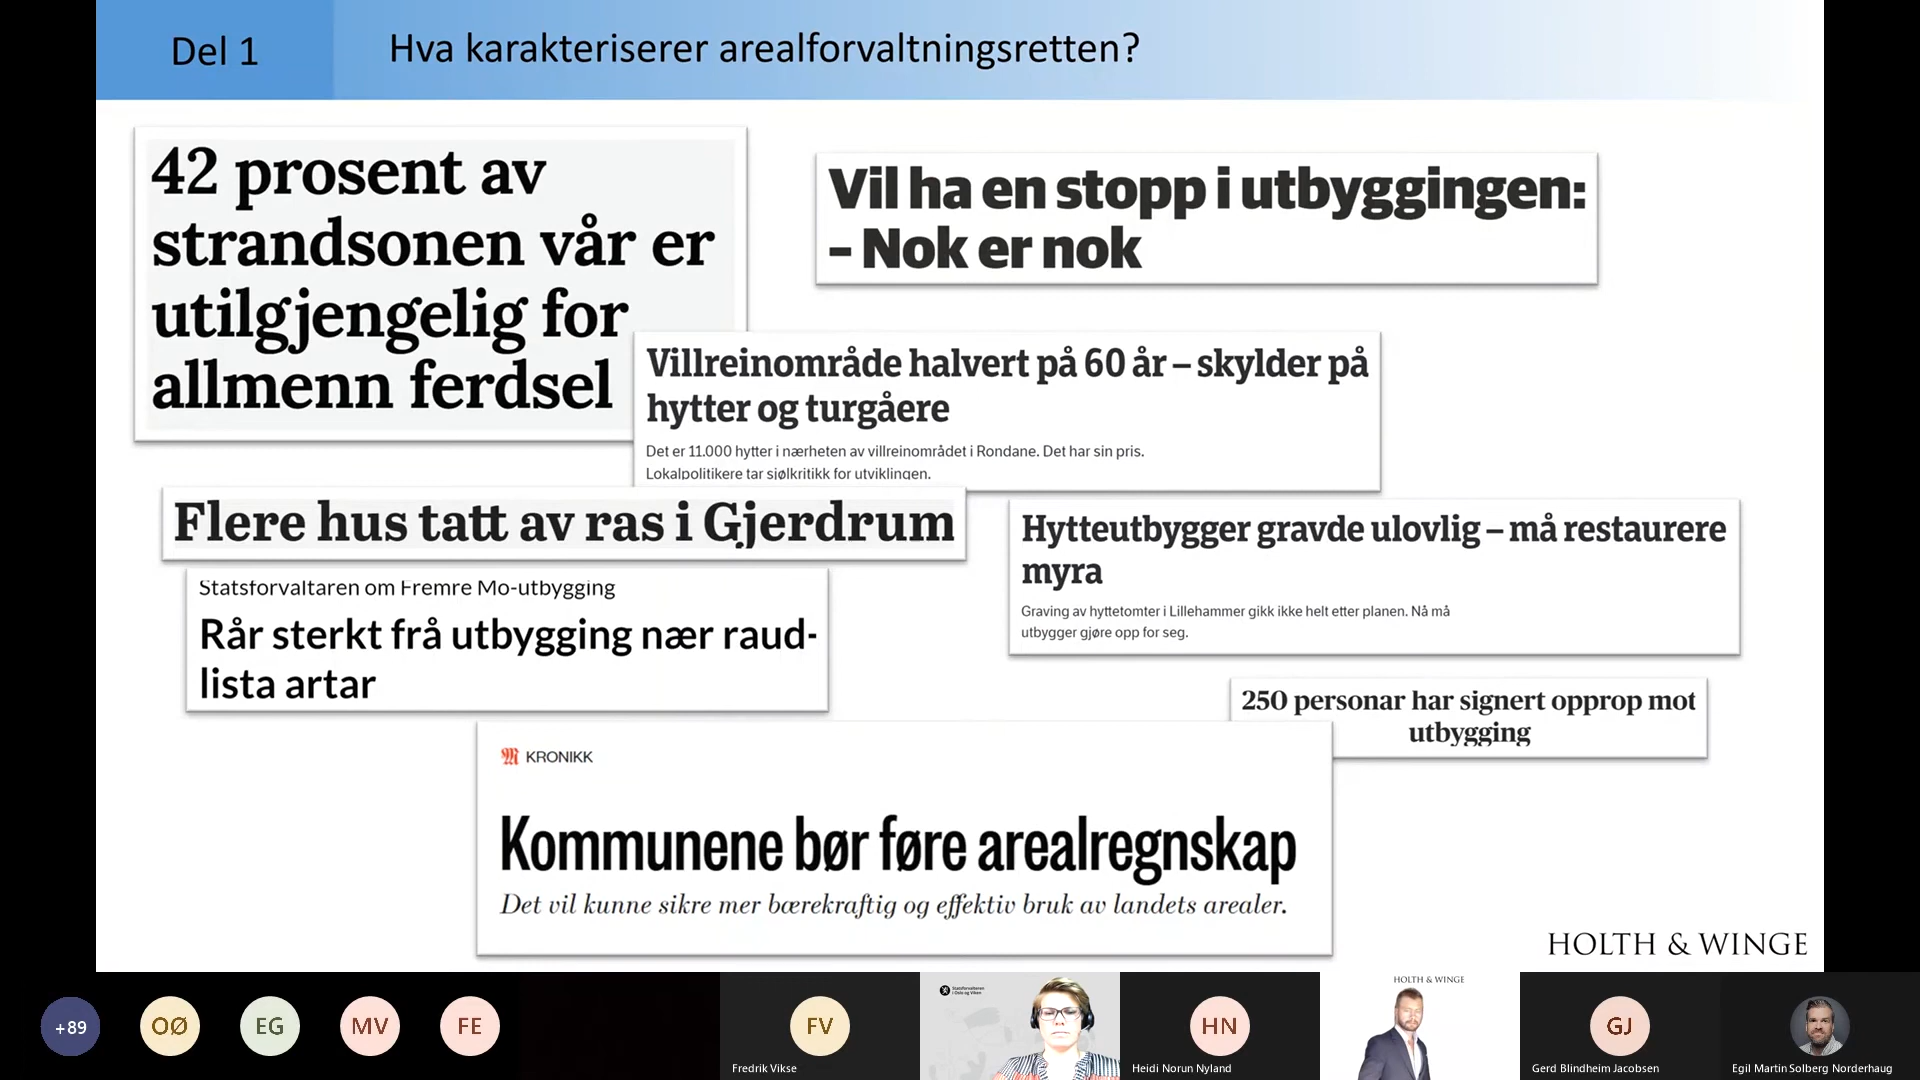 Del 1
Hva karakteriserer arealforvaltningsretten?
42 prosent av
strandsonen vår er
utilgjengelig for
allmenn ferdsel
Vil ha en stopp i utbyggingen:
– Nok er nok
Villreinområde halvert på 60 år – skylder på
hytter og turgåere
Det er 11.000 hytter i nærheten av villreinområdet i Rondane. Det har sin pris.
Lokalpolitikere tar sjølkritikk for utviklingen.
Flere hus tatt av ras i Gjerdrum
Hytteutbygger gravde ulovlig – må restaurere
myra
Graving av hyttetomter i Lillehammer gikk ikke helt etter planen. Nå må
utbygger gjøre opp for seg.
Statsforvaltaren om Fremre Mo-utbygging
Rår sterkt frå utbygging nær raud-
lista artar
250 personar har signert opprop mot
utbygging
KRONIKK
Kommunene bør føre arealregnskap
Det vil kunne sikre mer bærekraftig og effektiv bruk av landets arealer.
HOLTH & WINGE
+89
OØ
EG
MV
FE
FV
Fredrik Vikse
Statsforvalteren
i Oslo og Viken
HN
Heidi Norun Nyland
HOLTH & WINGE
GJ
Gerd Blindheim Jacobsen
Egil Martin Solberg Norderhaug